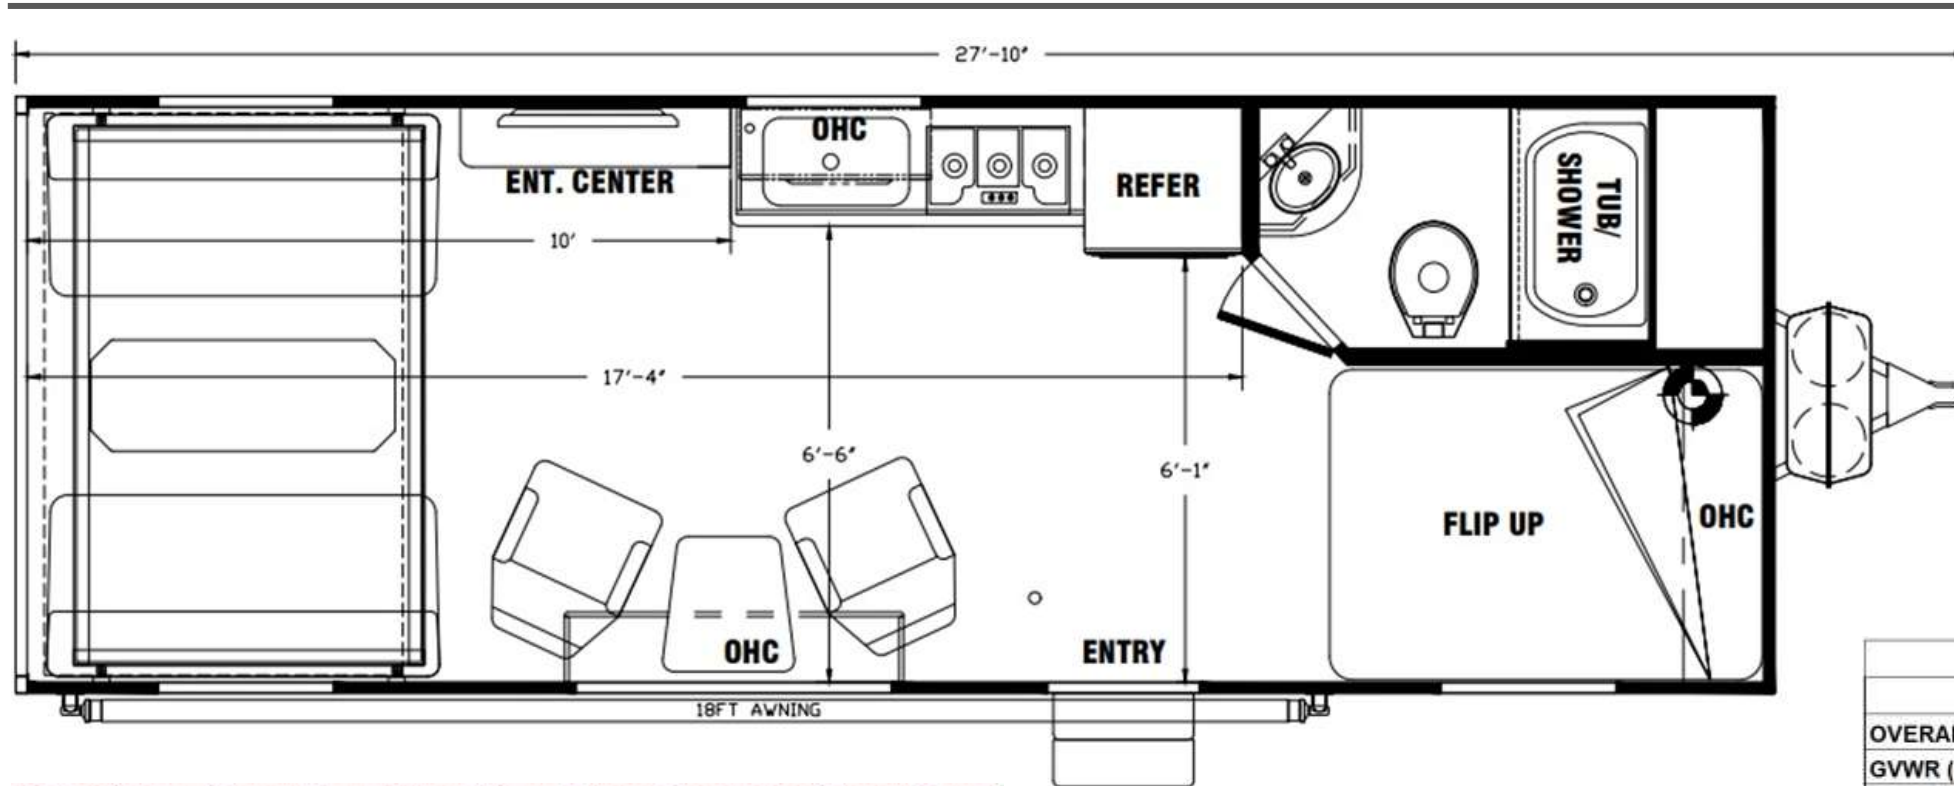 27'-10"
OHC
ENT. CENTER
REFER
TUB/
SHOWER
10'
17'-4"
6'-6"
6'-1"
FLIP UP
OHC
OHC
ENTRY
18FT AWNING
GVWR (